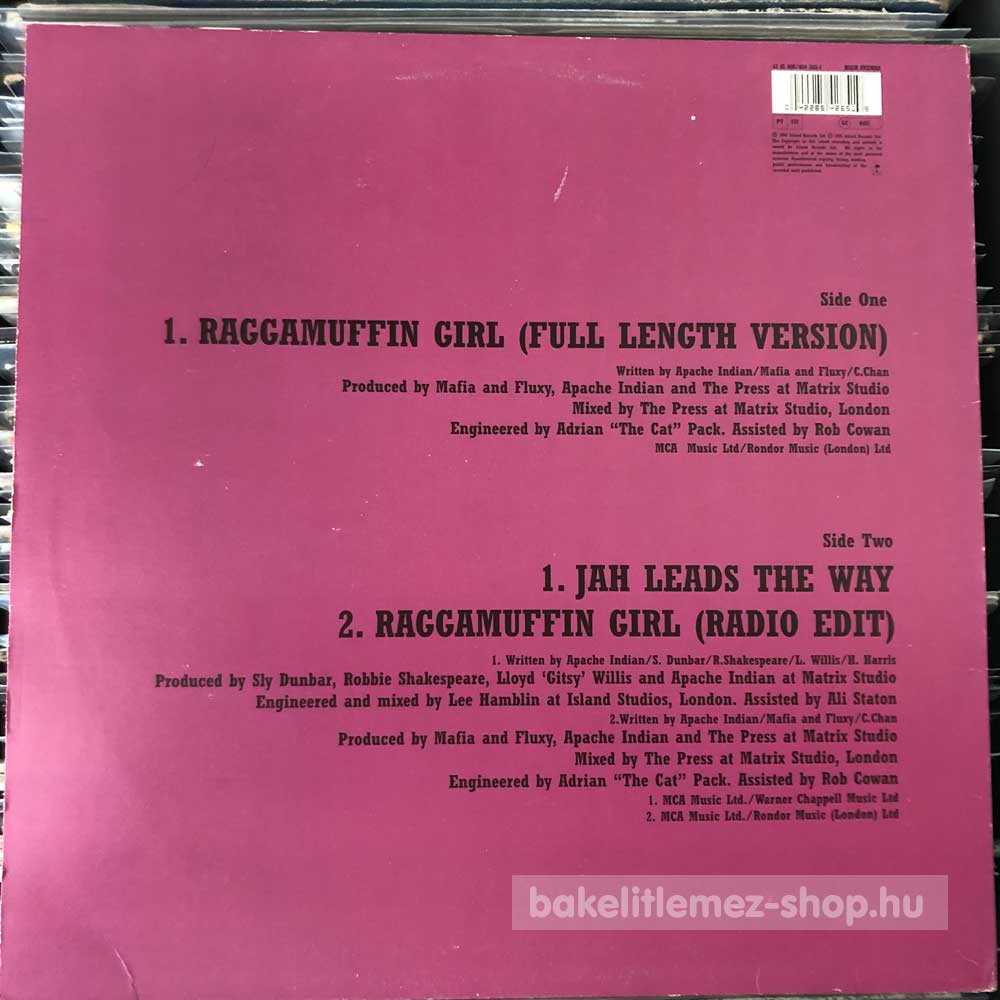 Side One
1. RAGGAMUFFIN GIRL (FULL LENGTH VERSION)
Written by Apache Indian/Mafia and Fluxy/C.Chan
Produced by Mafia and Fluxy, Apache Indian and The Press at Matrix Studio
Mixed by The Press at Matrix Studio, London
Engineered by Adrian “The Cat” Pack. Assisted by Rob Cowan
MCA Music Ltd/Rondor Music (London) Ltd
Side Two
1. JAH LEADS THE WAY
2. RAGGAMUFFIN GIRL (RADIO EDIT)
1. Written by Apache Indian/S. Dunbar/R.Shakespeare/L. Willis/H. Harris
Produced by Sly Dunbar, Robbie Shakespeare, Lloyd ‘Gitsy’ Willis and Apache Indian at Matrix Studio
Engineered and mixed by Lee Hamblin at Island Studios, London. Assisted by Ali Staton
2.Written by Apache Indian/Mafia and Fluxy/C.Chan
Produced by Mafia and Fluxy, Apache Indian and The Press at Matrix Studio
Mixed by The Press at Matrix Studio, London
Engineered by Adrian “The Cat” Pack. Assisted by Rob Cowan
1. MCA Music Ltd./Warner Chappell Music Ltd
2. MCA Music Ltd./Rondor Music (London) Ltd
bakelitlemez-shop.hu